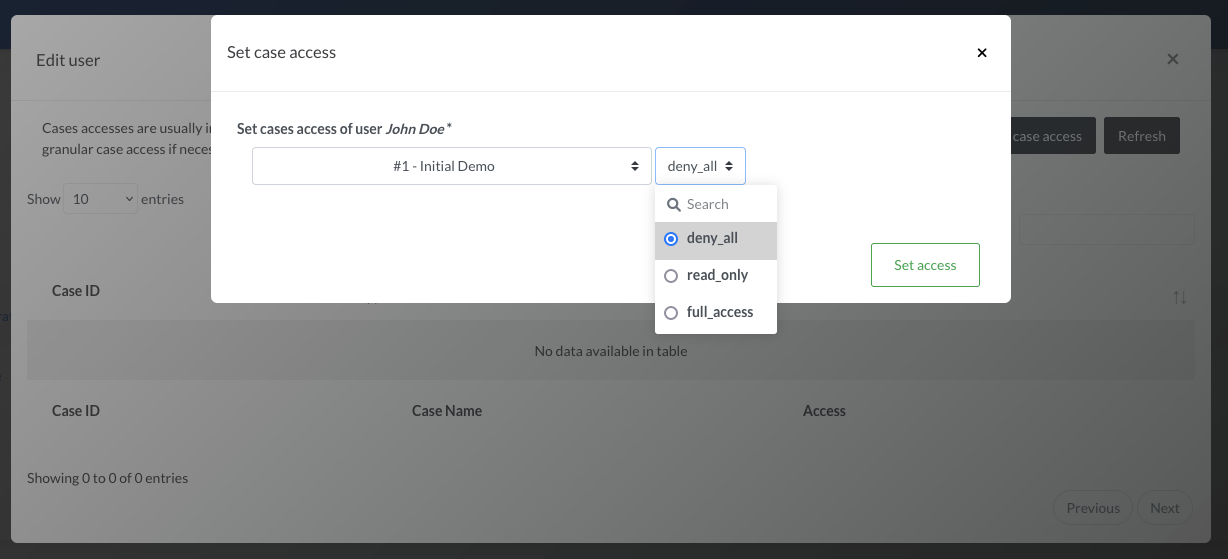 Set case access
×
Edit user
×
Set cases access of user John Doe *
Cases accesses are usually i
granular case access if neces
case access
Refresh
#1 - Initial Demo
deny_all
Show 10 entries
Search
deny_all
read_only
full_access
Set access
Case ID
No data available in table
Case ID
Case Name
Access
Showing 0 to 0 of 0 entries
Previous
Next